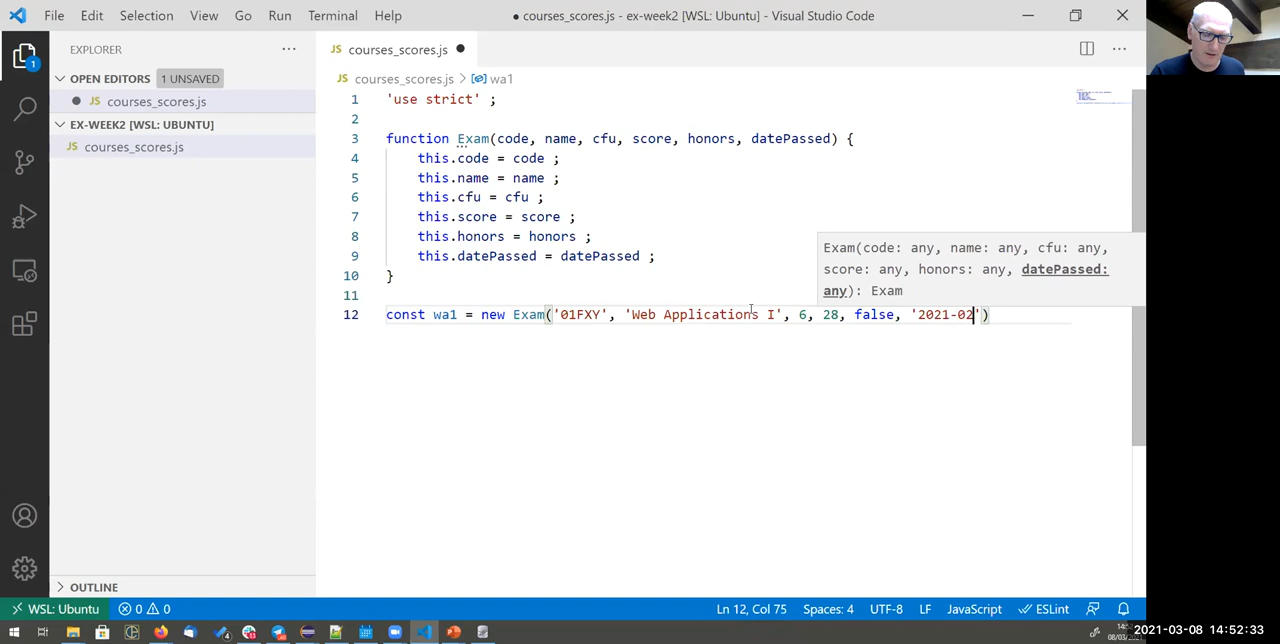 File Edit Selection View Go Run Terminal Help
● courses_scores.js - ex-week2 [WSL: Ubuntu] - Visual Studio Code
EXPLORER
JS courses_scores.js
OPEN EDITORS 1 UNSAVED
JS courses_scores.js > wa1
JS courses_scores.js
EX-WEEK2 [WSL: UBUNTU]
JS courses_scores.js
1 'use strict' ;
2
3 function Exam(code, name, cfu, score, honors, datePassed) {
4 this.code = code ;
5 this.name = name ;
6 this.cfu = cfu ;
7 this.score = score ;
8 this.honors = honors ;
9 this.datePassed = datePassed ;
10 }
11
12 const wa1 = new Exam('01FXY', 'Web Applications I', 6, 28, false, '2021-02')
Exam(code: any, name: any, cfu: any,
score: any, honors: any, datePassed:
any): Exam
1
OUTLINE
WSL: Ubuntu 0 0 Ln 12, Col 75 Spaces: 4 UTF-8 LF JavaScript ESLint
2021-03-08 14:52:33